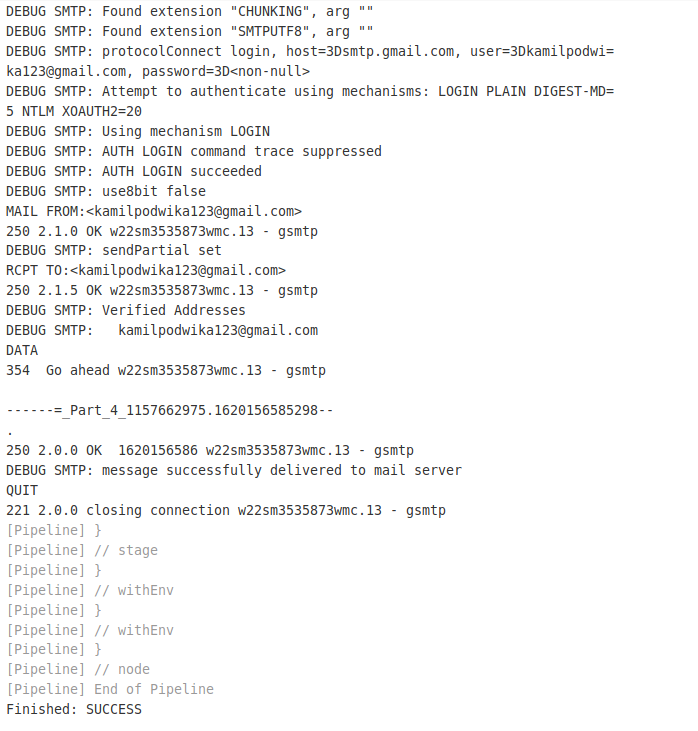 DEBUG SMTP: Found extension "CHUNKING", arg ""
DEBUG SMTP: Found extension "SMTPUTF8", arg ""
DEBUG SMTP: protocolConnect login, host=3Dsmtp.gmail.com, user=3Dkamilpodwi=
ka123@gmail.com, password=3D<non-null>
DEBUG SMTP: Attempt to authenticate using mechanisms: LOGIN PLAIN DIGEST-MD=
5 NTLM XOAUTH2=20
DEBUG SMTP: Using mechanism LOGIN
DEBUG SMTP: AUTH LOGIN command trace suppressed
DEBUG SMTP: AUTH LOGIN succeeded
DEBUG SMTP: use8bit false
MAIL FROM:<kamilpodwika123@gmail.com>
250 2.1.0 OK w22sm3535873wmc.13 - gsmtp
DEBUG SMTP: sendPartial set
RCPT TO:<kamilpodwika123@gmail.com>
250 2.1.5 OK w22sm3535873wmc.13 - gsmtp
DEBUG SMTP: Verified Addresses
DEBUG SMTP:   kamilpodwika123@gmail.com
DATA
354  Go ahead w22sm3535873wmc.13 - gsmtp

------=_Part_4_1157662975.1620156585298--
.
250 2.0.0 OK  1620156586 w22sm3535873wmc.13 - gsmtp
DEBUG SMTP: message successfully delivered to mail server
QUIT
221 2.0.0 closing connection w22sm3535873wmc.13 - gsmtp
[Pipeline] }
[Pipeline] // stage
[Pipeline] }
[Pipeline] // withEnv
[Pipeline] }
[Pipeline] // withEnv
[Pipeline] }
[Pipeline] // node
[Pipeline] End of Pipeline
Finished: SUCCESS